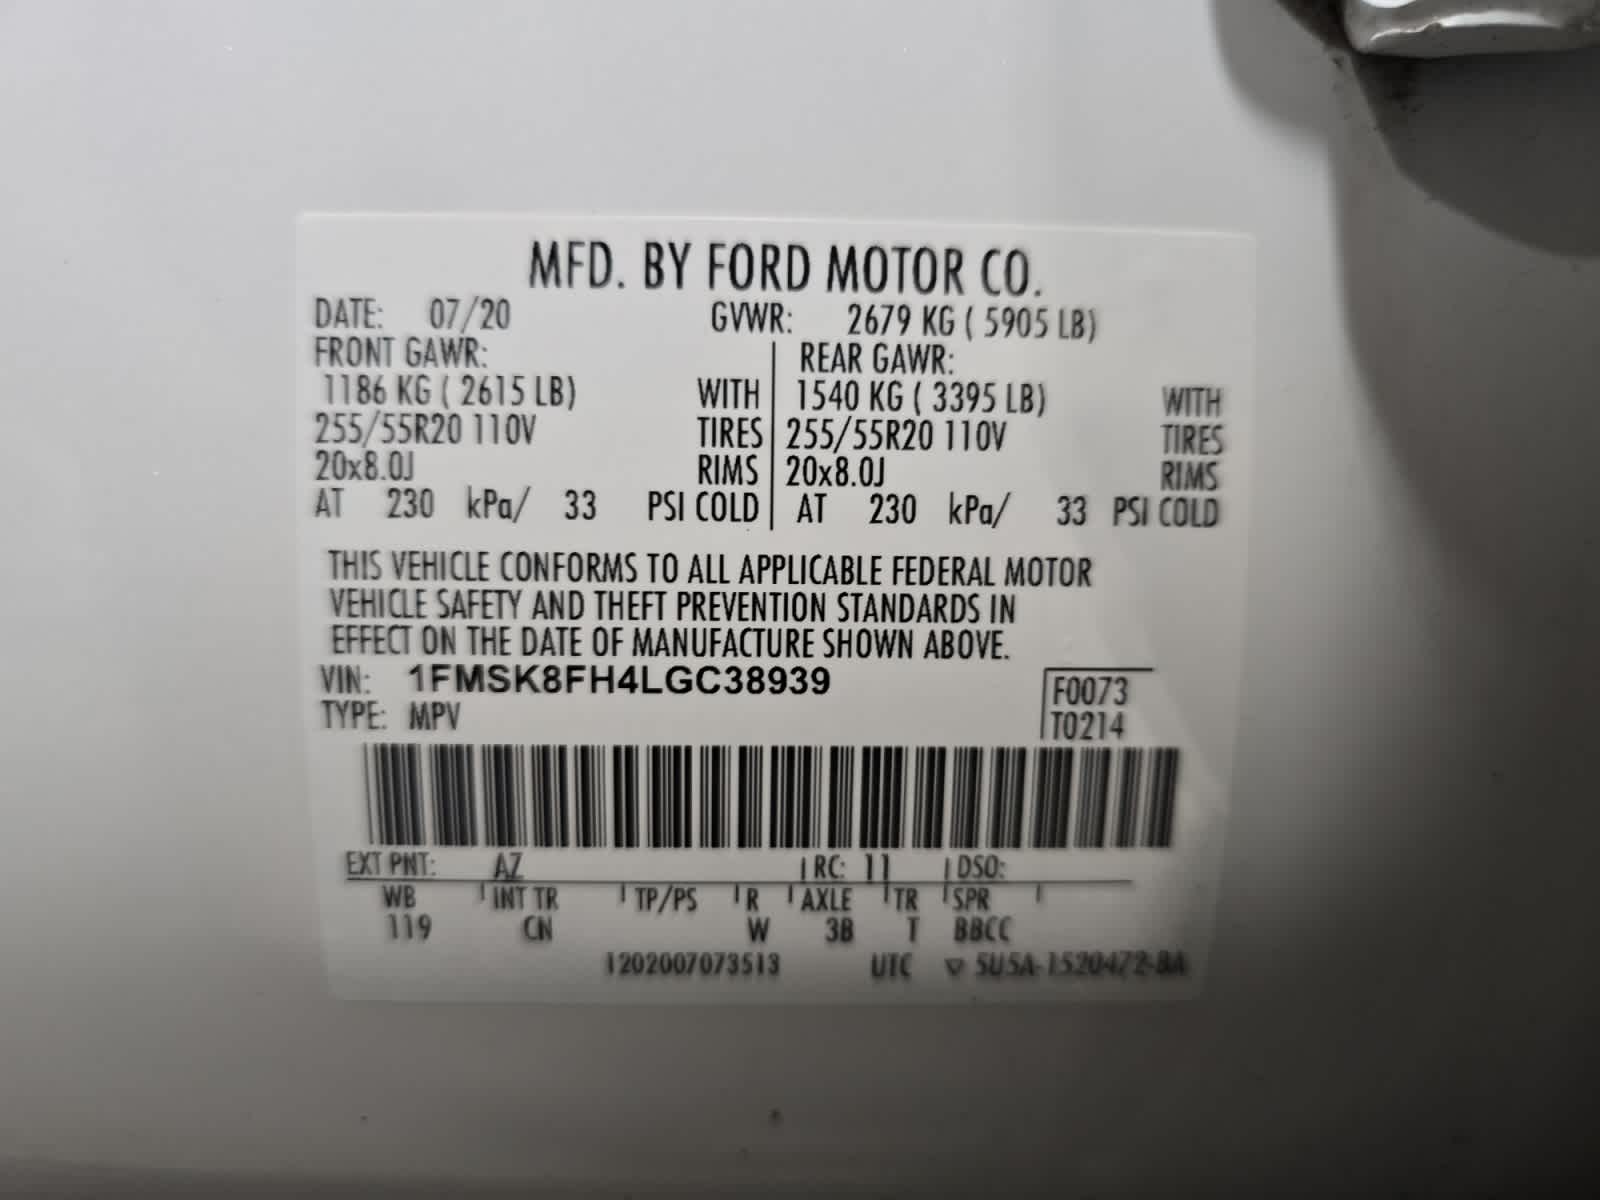 MFD. BY FORD MOTOR CO.
DATE: 07/20 GVWR: 2679 KG ( 5905 LB)
FRONT GAWR: REAR GAWR:
1186 KG ( 2615 LB) WITH 1540 KG ( 3395 LB) WITH
255/55R20 110V TIRES 255/55R20 110V TIRES
20x8.0J RIMS 20x8.0J RIMS
AT 230 kPa/ 33 PSI COLD AT 230 kPa/ 33 PSI COLD
THIS VEHICLE CONFORMS TO ALL APPLICABLE FEDERAL MOTOR
VEHICLE SAFETY AND THEFT PREVENTION STANDARDS IN
EFFECT ON THE DATE OF MANUFACTURE SHOWN ABOVE.
VIN: 1FMSK8FH4LGC38939
F0073
TYPE: MPV
T0214
EXT PNT: AZ RC: 11 DSO:
WB INT TR TP/PS R AXLE TR SPR
119 CN W 3B T BBCC
1202007073513 UTC ▽ 5U5A-1520472-BA